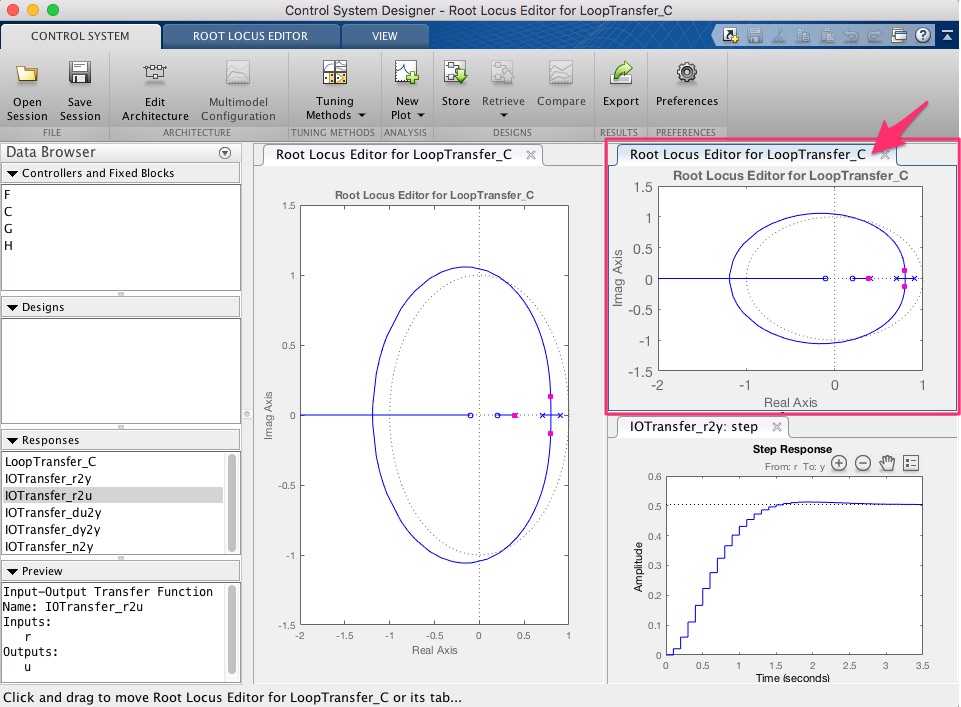 Control System Designer - Root Locus Editor for LoopTransfer_C
CONTROL SYSTEM
ROOT LOCUS EDITOR
VIEW
Open Session
Save Session
Edit Architecture
Multimodel Configuration
Tuning Methods
New Plot
Store
Retrieve
Compare
Export
Preferences
FILE
ARCHITECTURE
TUNING METHODS
ANALYSIS
DESIGNS
RESULTS
PREFERENCES
Data Browser
Controllers and Fixed Blocks
F
C
G
H
Designs
Responses
LoopTransfer_C
IOTransfer_r2y
IOTransfer_r2u
IOTransfer_du2y
IOTransfer_dy2y
IOTransfer_n2y
Preview
Input-Output Transfer Function
Name: IOTransfer_r2u
Inputs:
r
Outputs:
u
Root Locus Editor for LoopTransfer_C
Root Locus Editor for LoopTransfer_C
1.5
1
0.5
0
-0.5
-1
-1.5
Imag Axis
-2 -1.5 -1 -0.5 0 0.5 1
Real Axis
Root Locus Editor for LoopTransfer_C
Root Locus Editor for LoopTransfer_C
1.5
1
0.5
0
-0.5
-1
-1.5
Imag Axis
-2 -1 0 1
Real Axis
IOTransfer_r2y: step
Step Response
From: r To: y
0.6
0.5
0.4
0.3
0.2
0.1
0
Amplitude
0 0.5 1 1.5 2 2.5 3 3.5
Time (seconds)
Click and drag to move Root Locus Editor for LoopTransfer_C or its tab...